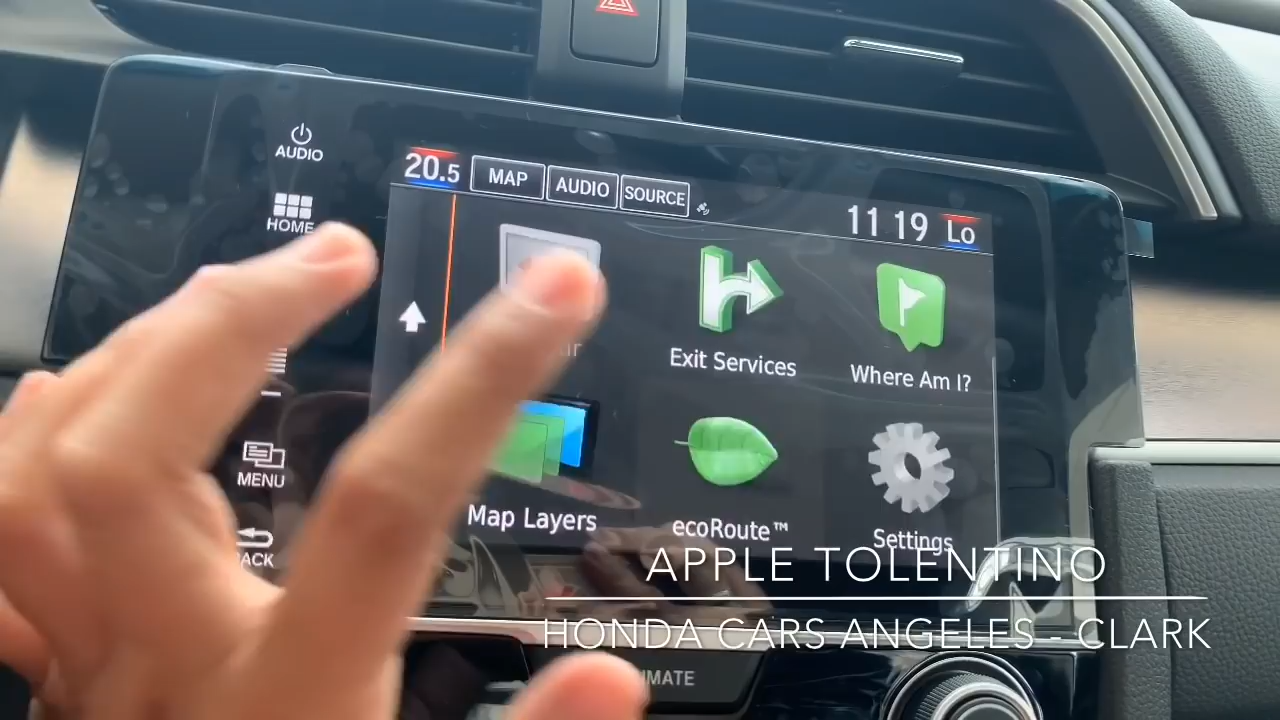 AUDIO
HOME
MENU
20.5 MAP AUDIO SOURCE 11 19 Lo
Exit Services
Where Am I?
Map Layers
ecoRoute™
Settings
APPLE TOLENTINO
HONDA CARS ANGELES - CLARK